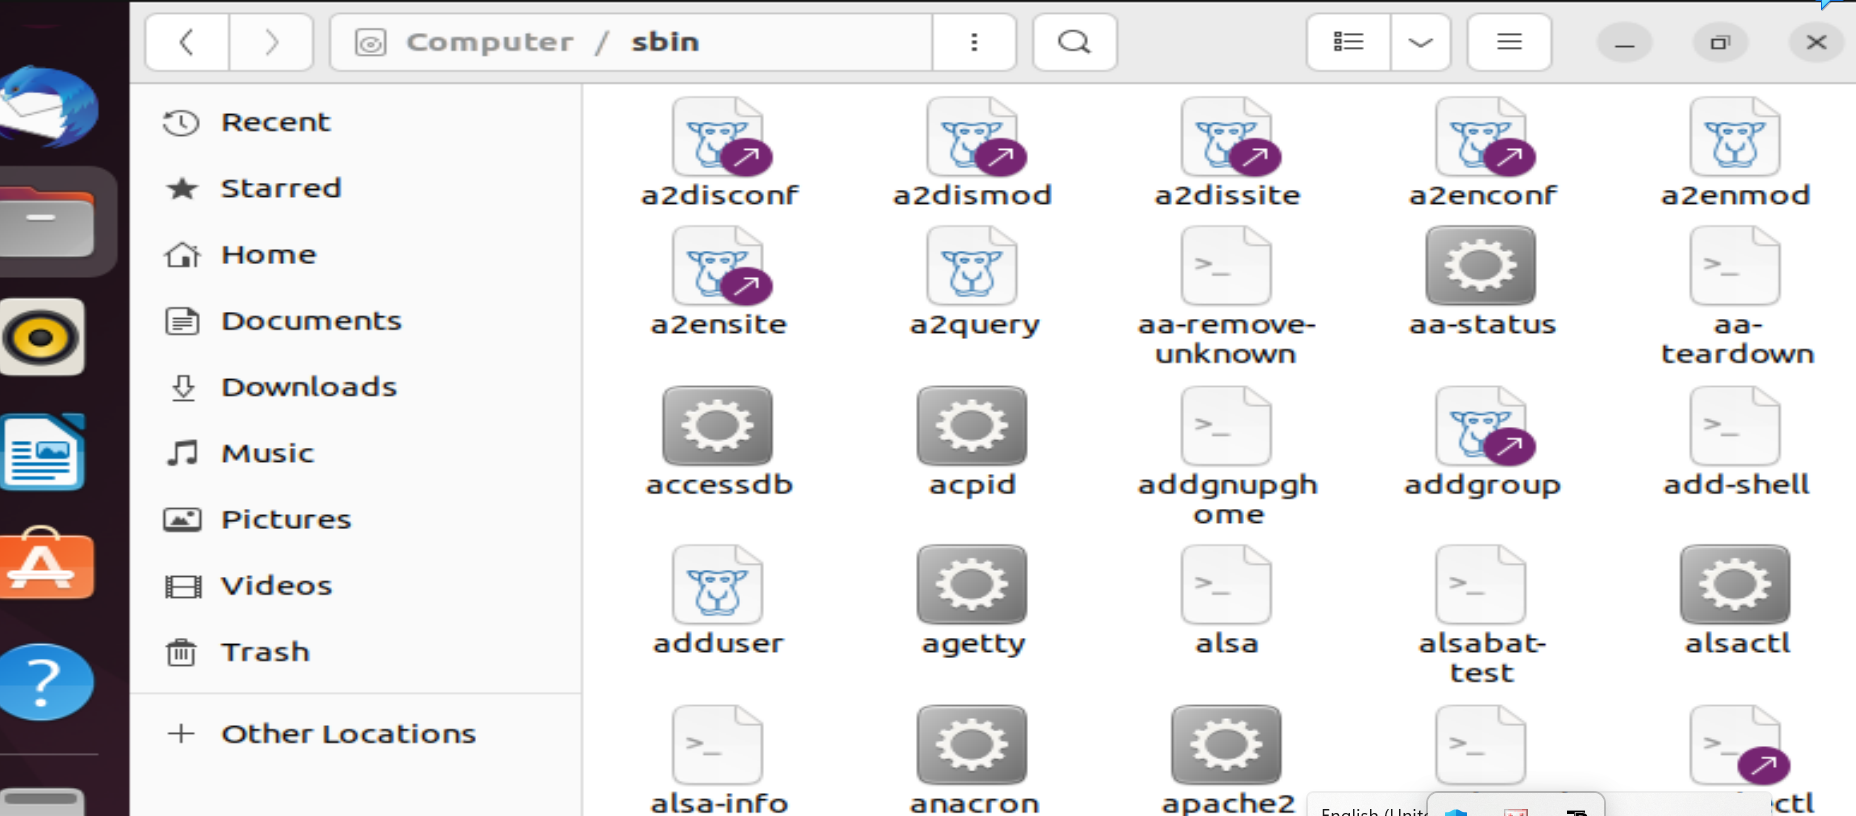 Computer / sbin
Recent
Starred
Home
Documents
Downloads
Music
Pictures
Videos
Trash
+ Other Locations
a2disconf
a2dismod
a2dissite
a2enconf
a2enmod
a2ensite
a2query
aa-remove-
unknown
aa-status
aa-
teardown
accessdb
acpid
addgnupgh
ome
addgroup
add-shell
adduser
agetty
alsa
alsabat-
test
alsactl
alsa-info
anacron
apache2
English